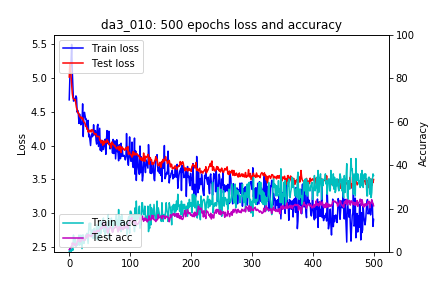 da3_010: 500 epochs loss and accuracy
Train loss
Test loss
Train acc
Test acc
Loss
5.5
5.0
4.5
4.0
3.5
3.0
2.5
Accuracy
100
80
60
40
20
0
0
100
200
300
400
500